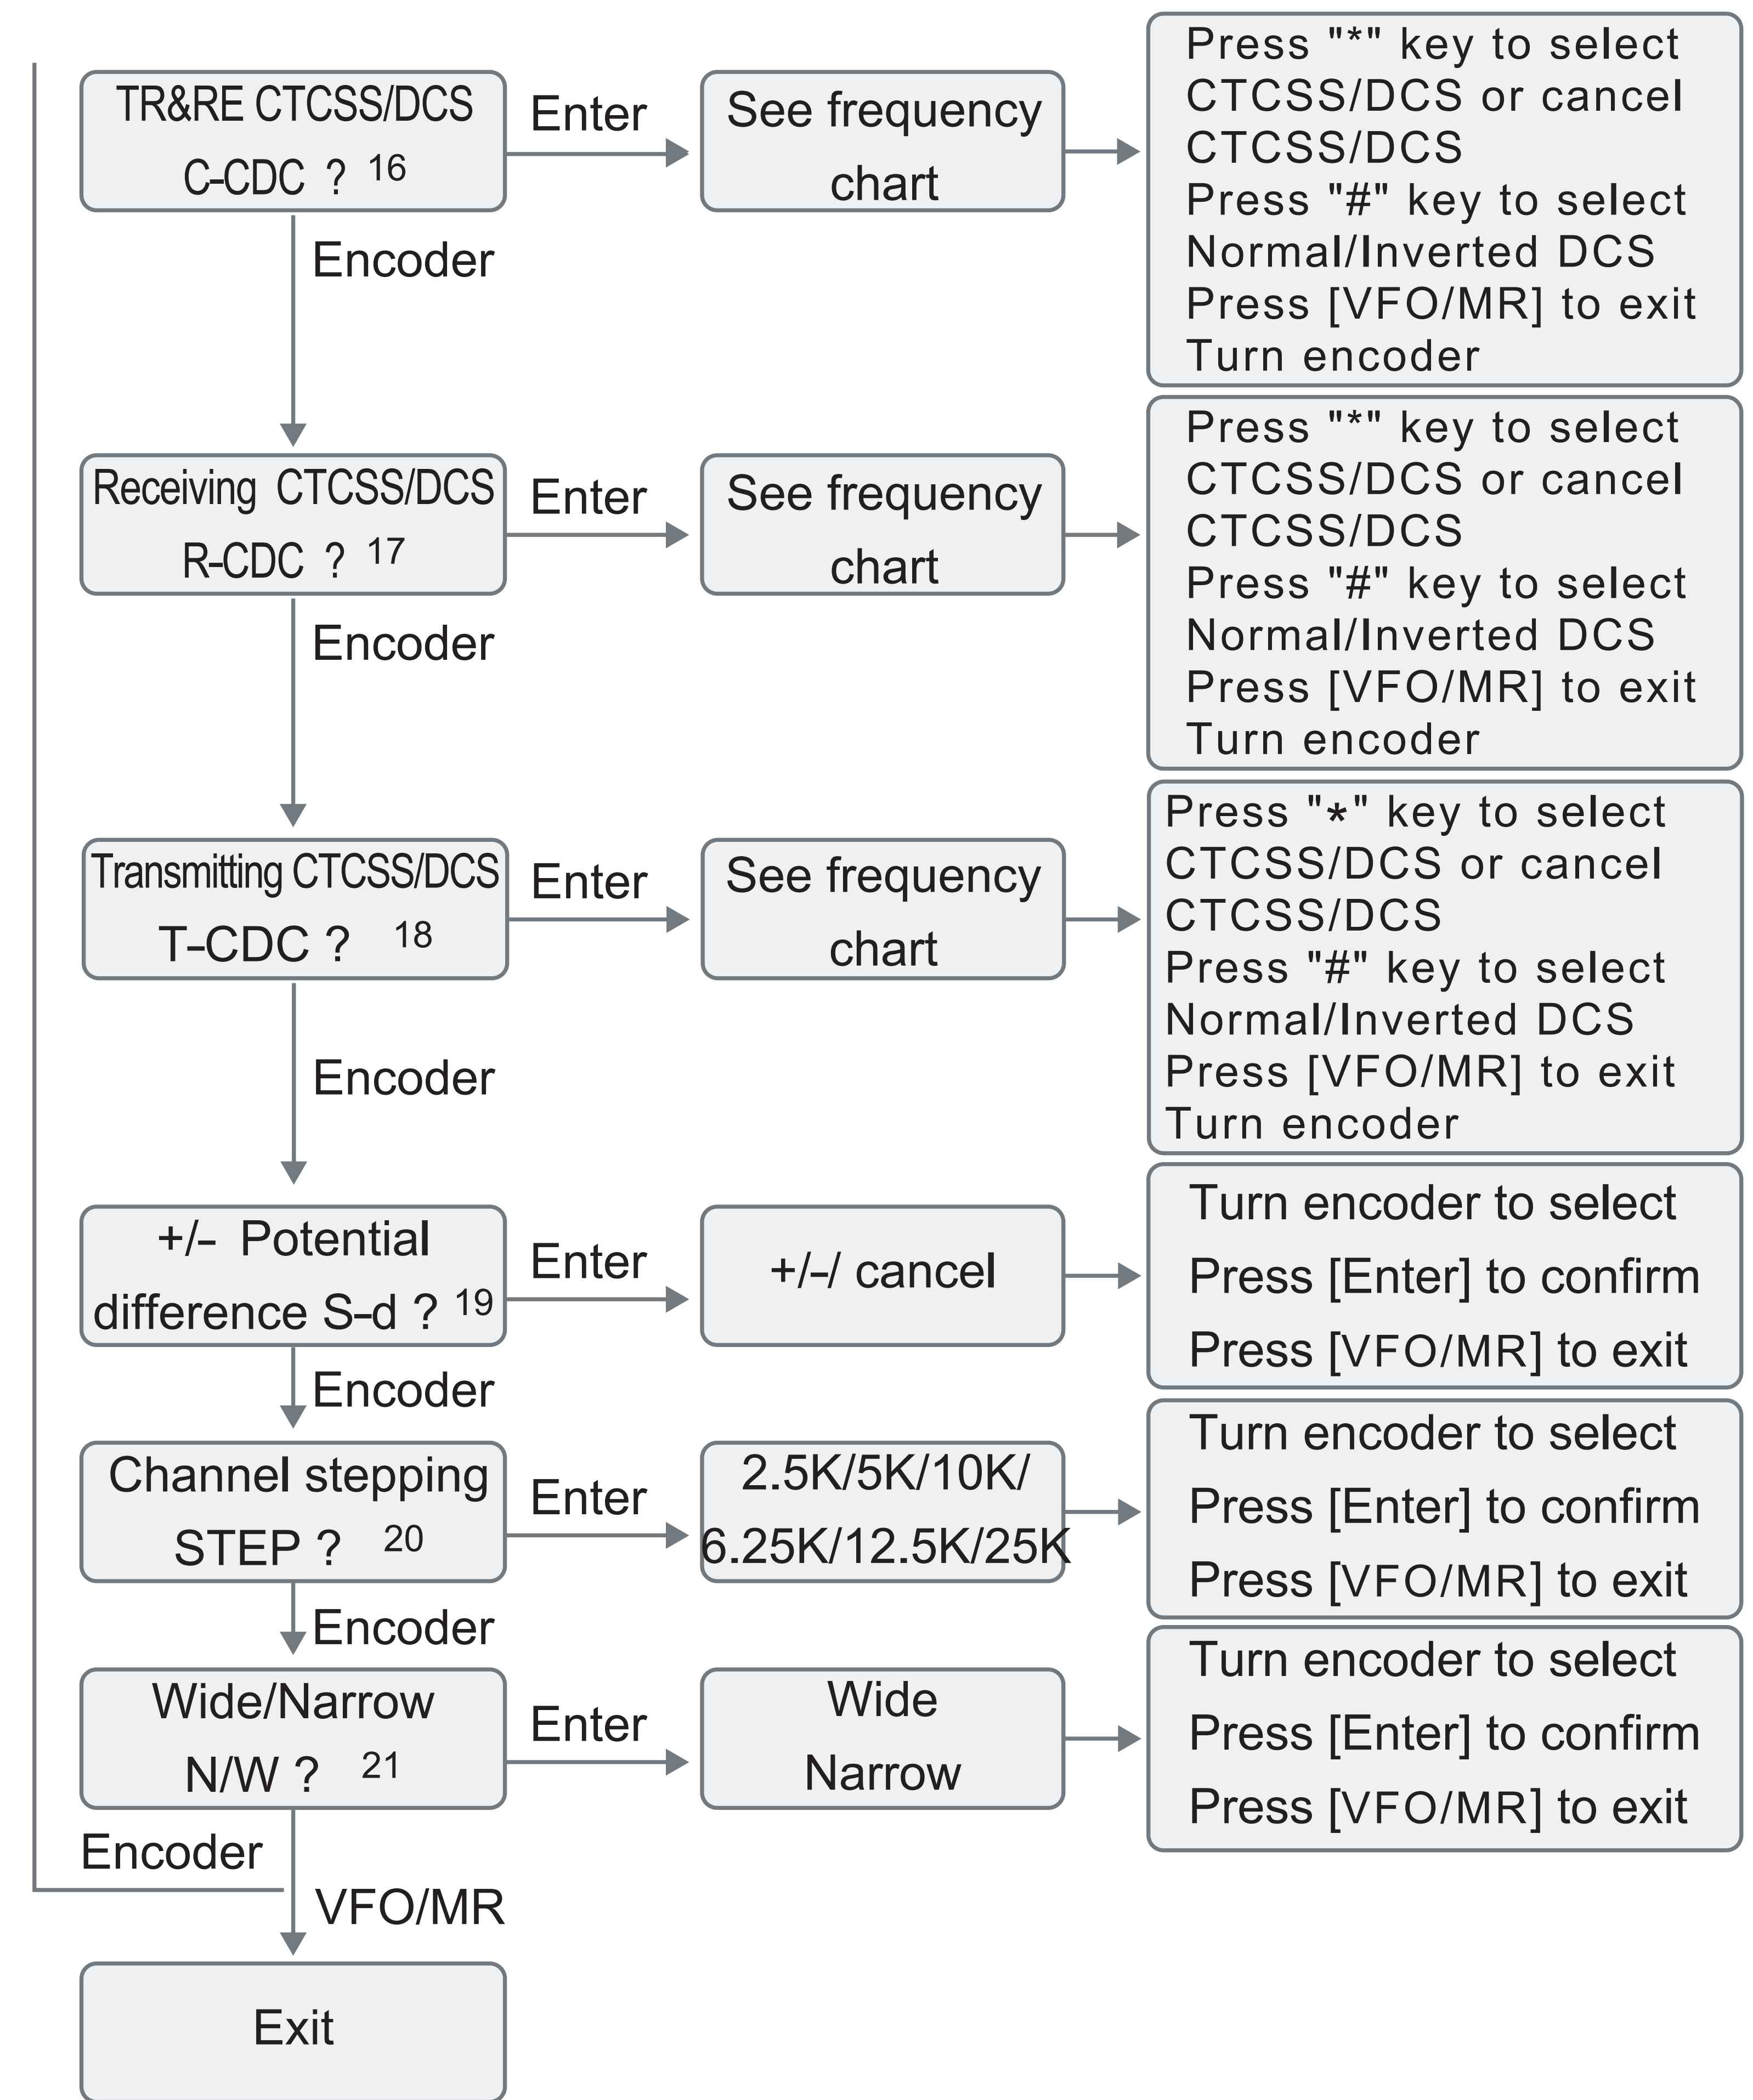 TR&RE CTCSS/DCS
C-CDC ? 16
Enter
See frequency
chart
Press "*" key to select
CTCSS/DCS or cancel
CTCSS/DCS
Press "#" key to select
Normal/Inverted DCS
Press [VFO/MR] to exit
Turn encoder
Encoder
Receiving CTCSS/DCS
R-CDC ? 17
Enter
See frequency
chart
Press "*" key to select
CTCSS/DCS or cancel
CTCSS/DCS
Press "#" key to select
Normal/Inverted DCS
Press [VFO/MR] to exit
Turn encoder
Encoder
Transmitting CTCSS/DCS
T-CDC ? 18
Enter
See frequency
chart
Press "*" key to select
CTCSS/DCS or cancel
CTCSS/DCS
Press "#" key to select
Normal/Inverted DCS
Press [VFO/MR] to exit
Turn encoder
Encoder
+/- Potential
difference S-d ? 19
Enter
+/-/ cancel
Turn encoder to select
Press [Enter] to confirm
Press [VFO/MR] to exit
Encoder
Channel stepping
STEP ? 20
Enter
2.5K/5K/10K/
6.25K/12.5K/25K
Turn encoder to select
Press [Enter] to confirm
Press [VFO/MR] to exit
Encoder
Wide/Narrow
N/W ? 21
Enter
Wide
Narrow
Turn encoder to select
Press [Enter] to confirm
Press [VFO/MR] to exit
Encoder
VFO/MR
Exit